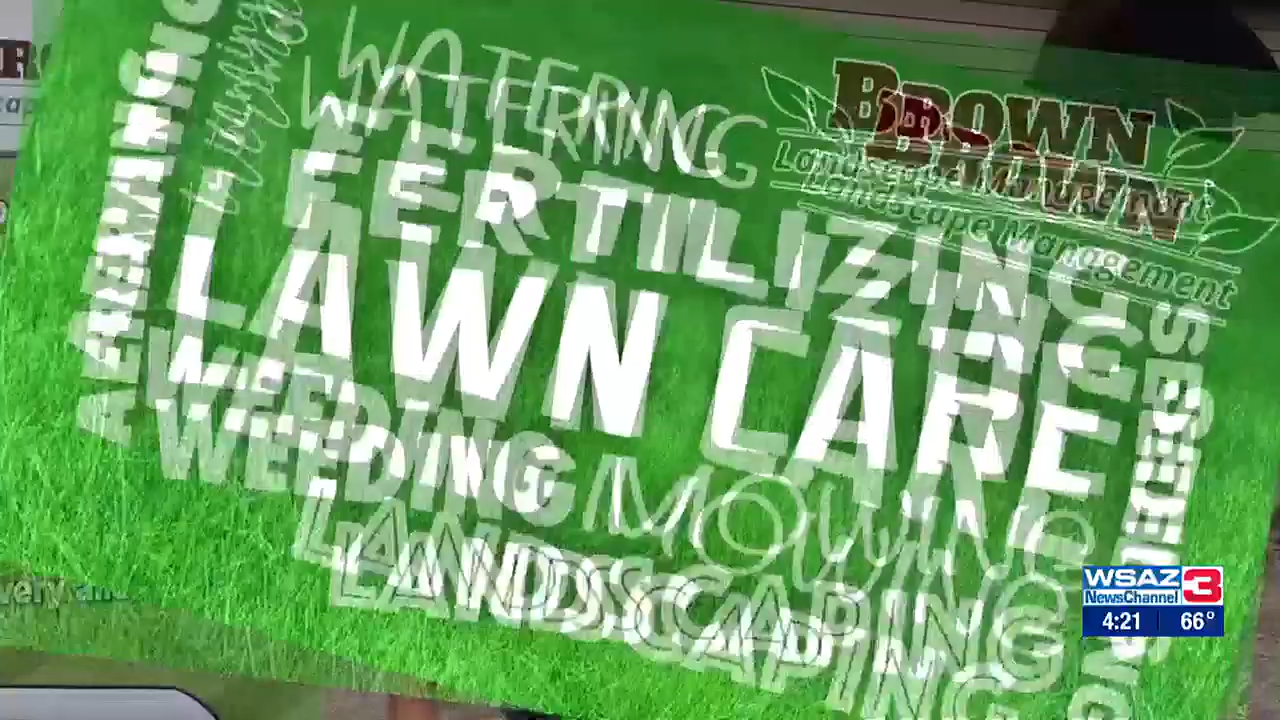 WATERING
FERTILIZING
LAWN CARE
WEEDING
MOWING
LANDSCAPING
BROWN
Landscape Management
WSAZ 3
NewsChannel
4:21 66°